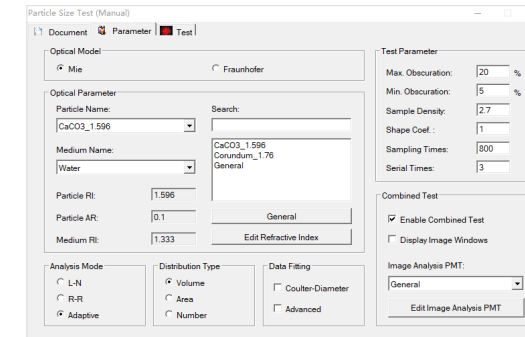 Particle Size Test (Manual)
Document Parameter Test
Optical Model
Mie Fraunhofer
Optical Parameter
Particle Name: Search:
CaCO3_1.596
Medium Name:
Water
CaCO3_1.596
Corundum_1.76
General
Particle RI: 1.596
Particle AR: 0.1 General
Medium RI: 1.333 Edit Refractive Index
Analysis Mode
L-N
R-R
Adaptive
Distribution Type
Volume
Area
Number
Data Fitting
Coulter-Diameter
Advanced
Test Parameter
Max. Obscuration: 20 %
Min. Obscuration: 5 %
Sample Density: 2.7
Shape Coef. : 1
Sampling Times: 800
Serial Times: 3
Combined Test
Enable Combined Test
Display Image Windows
Image Analysis PMT:
General
Edit Image Analysis PMT